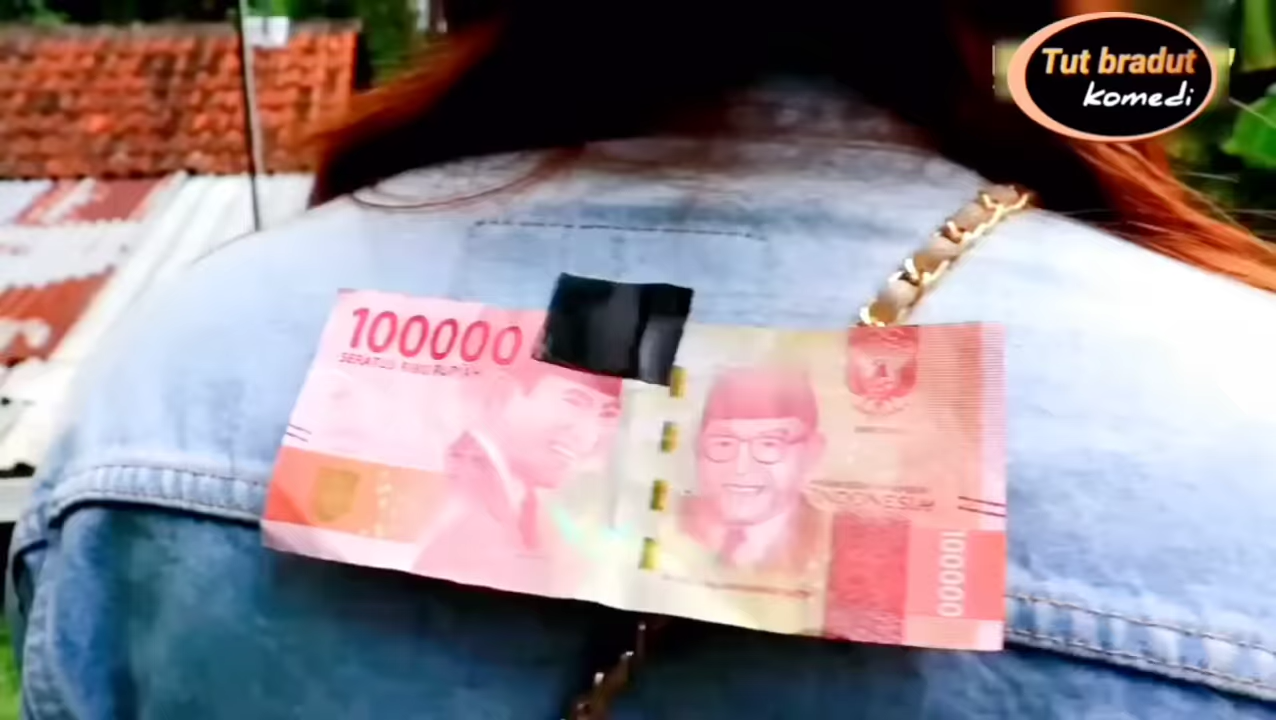 Tut bradut
komedi
100000
SERATUS RIBU RUPIAH
INDONESIA
100000